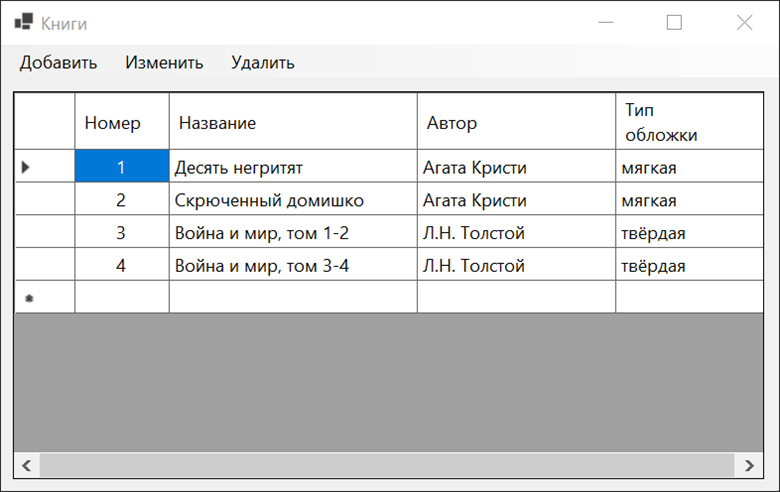 Книги
Добавить Изменить Удалить
Номер Название Автор Тип обложки
1 Десять негритят Агата Кристи мягкая
2 Скрюченный домишко Агата Кристи мягкая
3 Война и мир, том 1-2 Л.Н. Толстой твёрдая
4 Война и мир, том 3-4 Л.Н. Толстой твёрдая